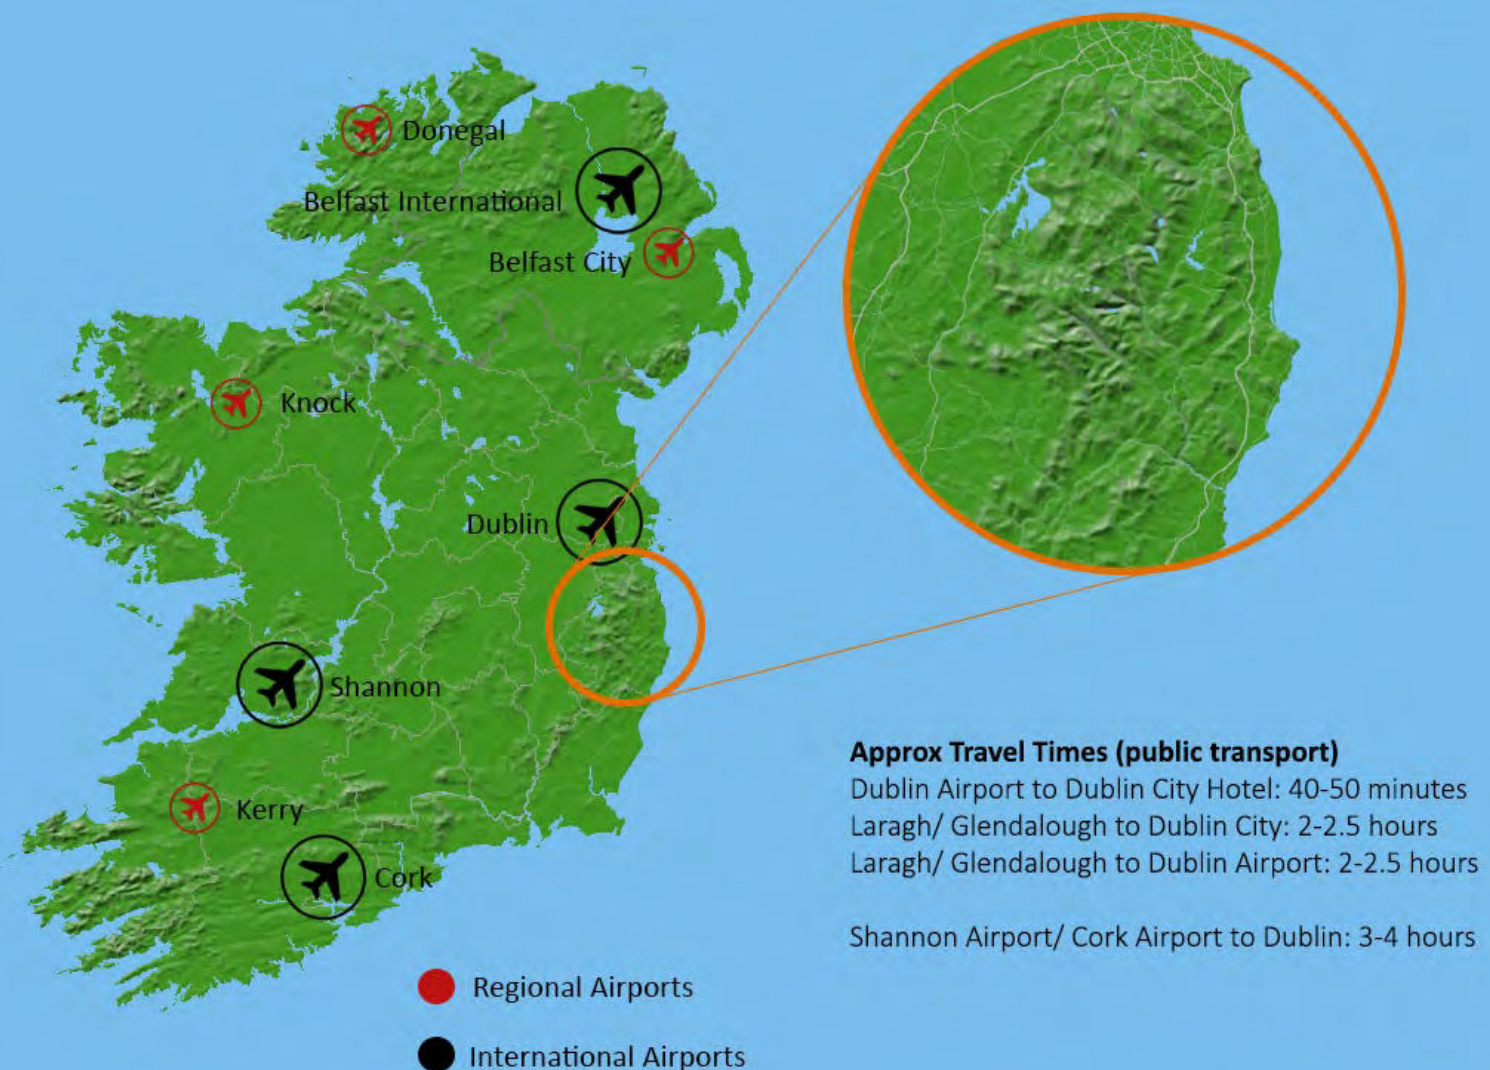 Donegal
Belfast International
Belfast City
Knock
Dublin
Shannon
Kerry
Cork
Regional Airports
International Airports
Approx Travel Times (public transport)
Dublin Airport to Dublin City Hotel: 40-50 minutes
Laragh/ Glendalough to Dublin City: 2-2.5 hours
Laragh/ Glendalough to Dublin Airport: 2-2.5 hours
Shannon Airport/ Cork Airport to Dublin: 3-4 hours